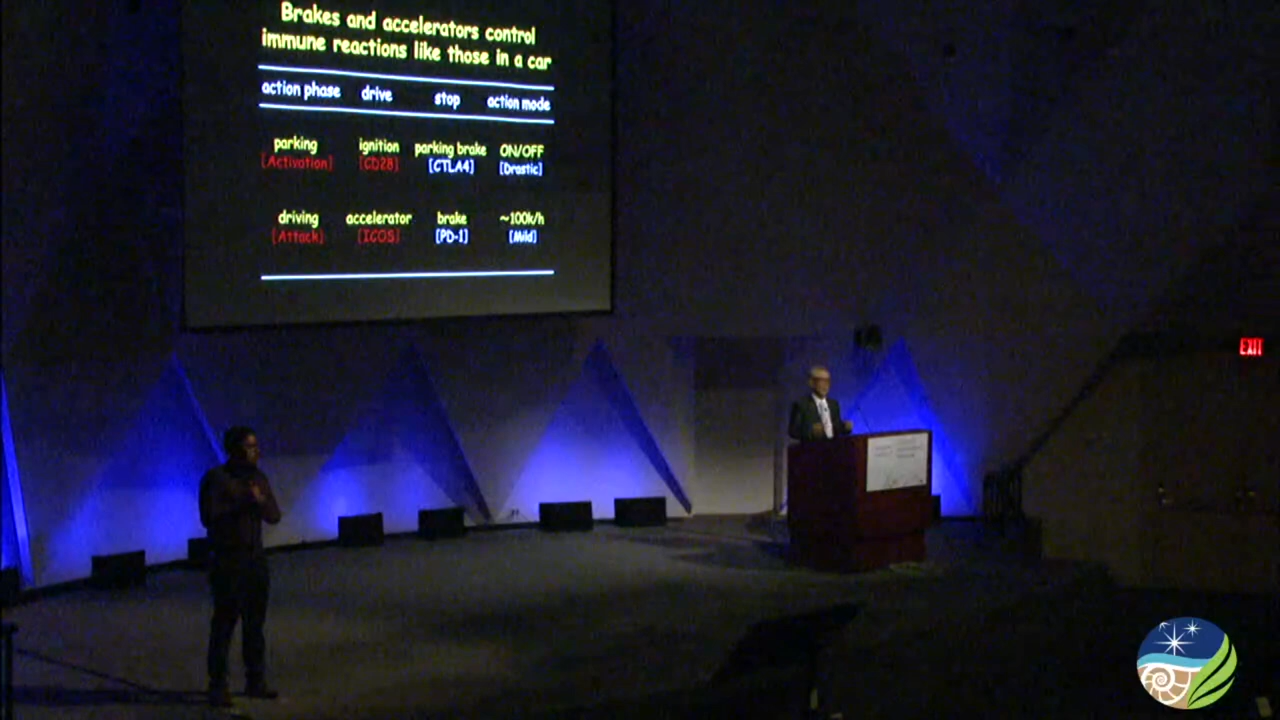 Brakes and accelerators control
immune reactions like those in a car
action phase drive stop action mode
parking ignition parking brake ON/OFF
[Activation] [CD28] [CTLA4] [Drastic]
driving accelerator brake ~100k/h
[Attack] [ICOS] [PD-1] [Mild]
EXIT